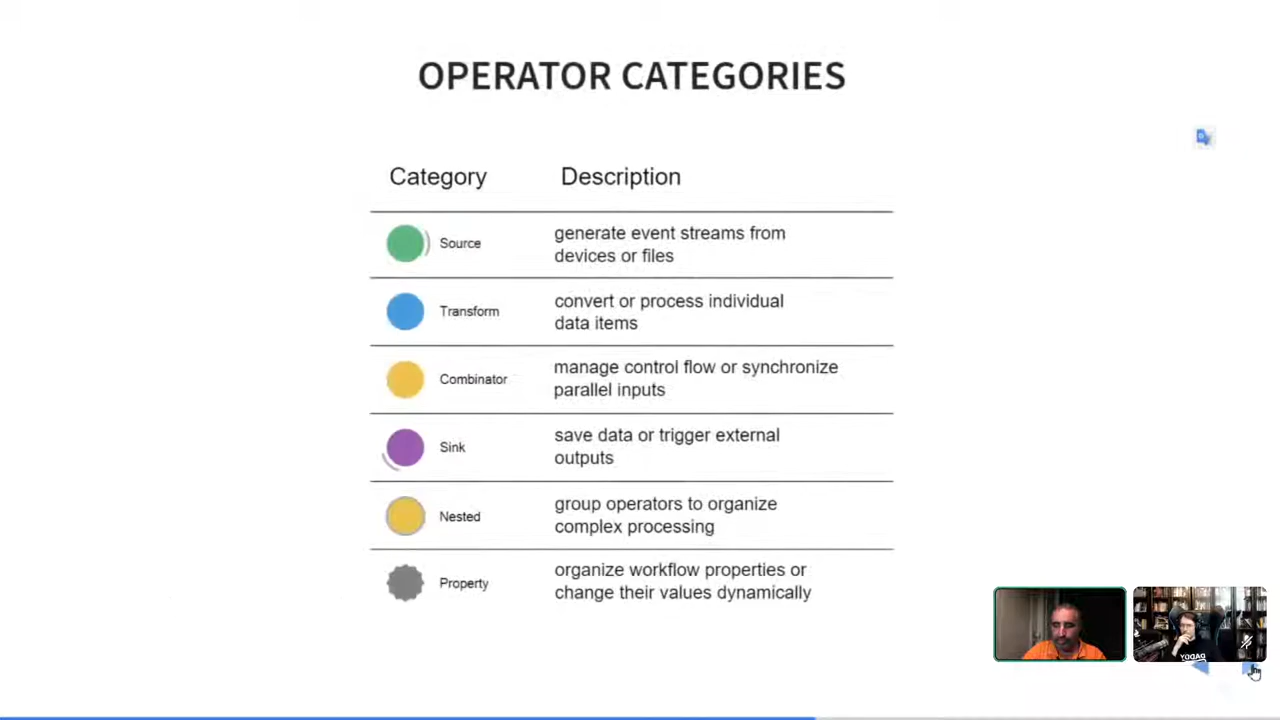 OPERATOR CATEGORIES
Category Description
Source
generate event streams from
devices or files
Transform
convert or process individual
data items
Combinator
manage control flow or synchronize
parallel inputs
Sink
save data or trigger external
outputs
Nested
group operators to organize
complex processing
Property
organize workflow properties or
change their values dynamically